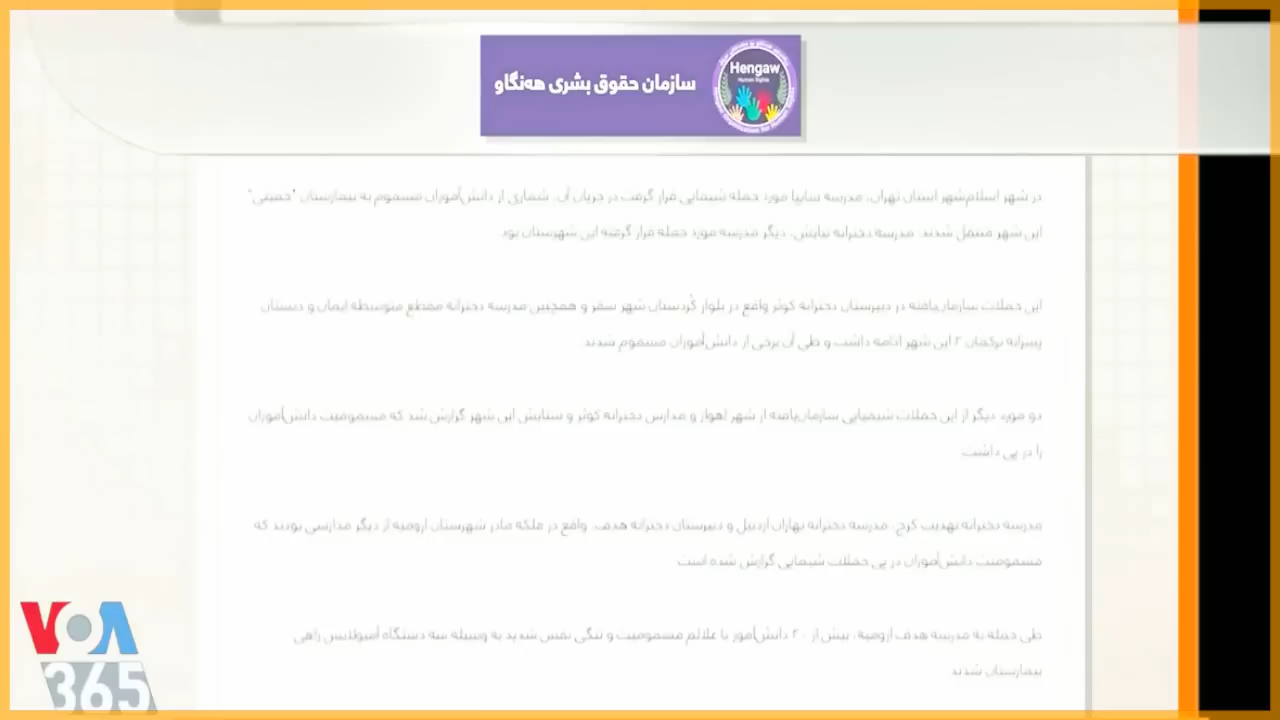 سازمان حقوق بشری هەنگاو
Hengaw
Human Rights
در شهر اسلام‌شهر استان تهران، مدرسه سایپا مورد حمله شیمیایی قرار گرفت در جریان آن، شماری از دانش‌آموزان مسموم به بیمارستان "خمینی"
این شهر منتقل شدند. مدرسه دخترانه نیایش، دیگر مدرسه مورد حمله قرار گرفته این شهرستان بود.
این حملات سازمان‌یافته در دبیرستان دخترانه کوثر واقع در بلوار کُردستان شهر سقز و همچنین مدرسه دخترانه مقطع متوسطه ایمان و دبستان
پسرانه ترکمان ۲ این شهر ادامه داشت و طی آن برخی از دانش‌آموزان مسموم شدند.
دو مورد دیگر از این حملات شیمیایی سازمان‌یافته از شهر اهواز و مدارس دخترانه کوثر و ستایش این شهر گزارش شد که مسمومیت دانش‌آموزان
را در پی داشت.
مدرسه دخترانه تهذیب کرج، مدرسه دخترانه بهاران اردبیل و دبیرستان دخترانه هدف، واقع در ملکه مادر شهرستان ارومیه از دیگر مدارسی بودند که
مسمومیت دانش‌آموزان در پی حملات شیمایی گزارش شده است
طی حمله به مدرسه هدف ارومیه، بیش از ۲۰ دانش‌آموز با علائم مسمومیت و تنگی نفس شدید به وسیله سه دستگاه آمبولانس راهی
بیمارستان شدند
VOA
365